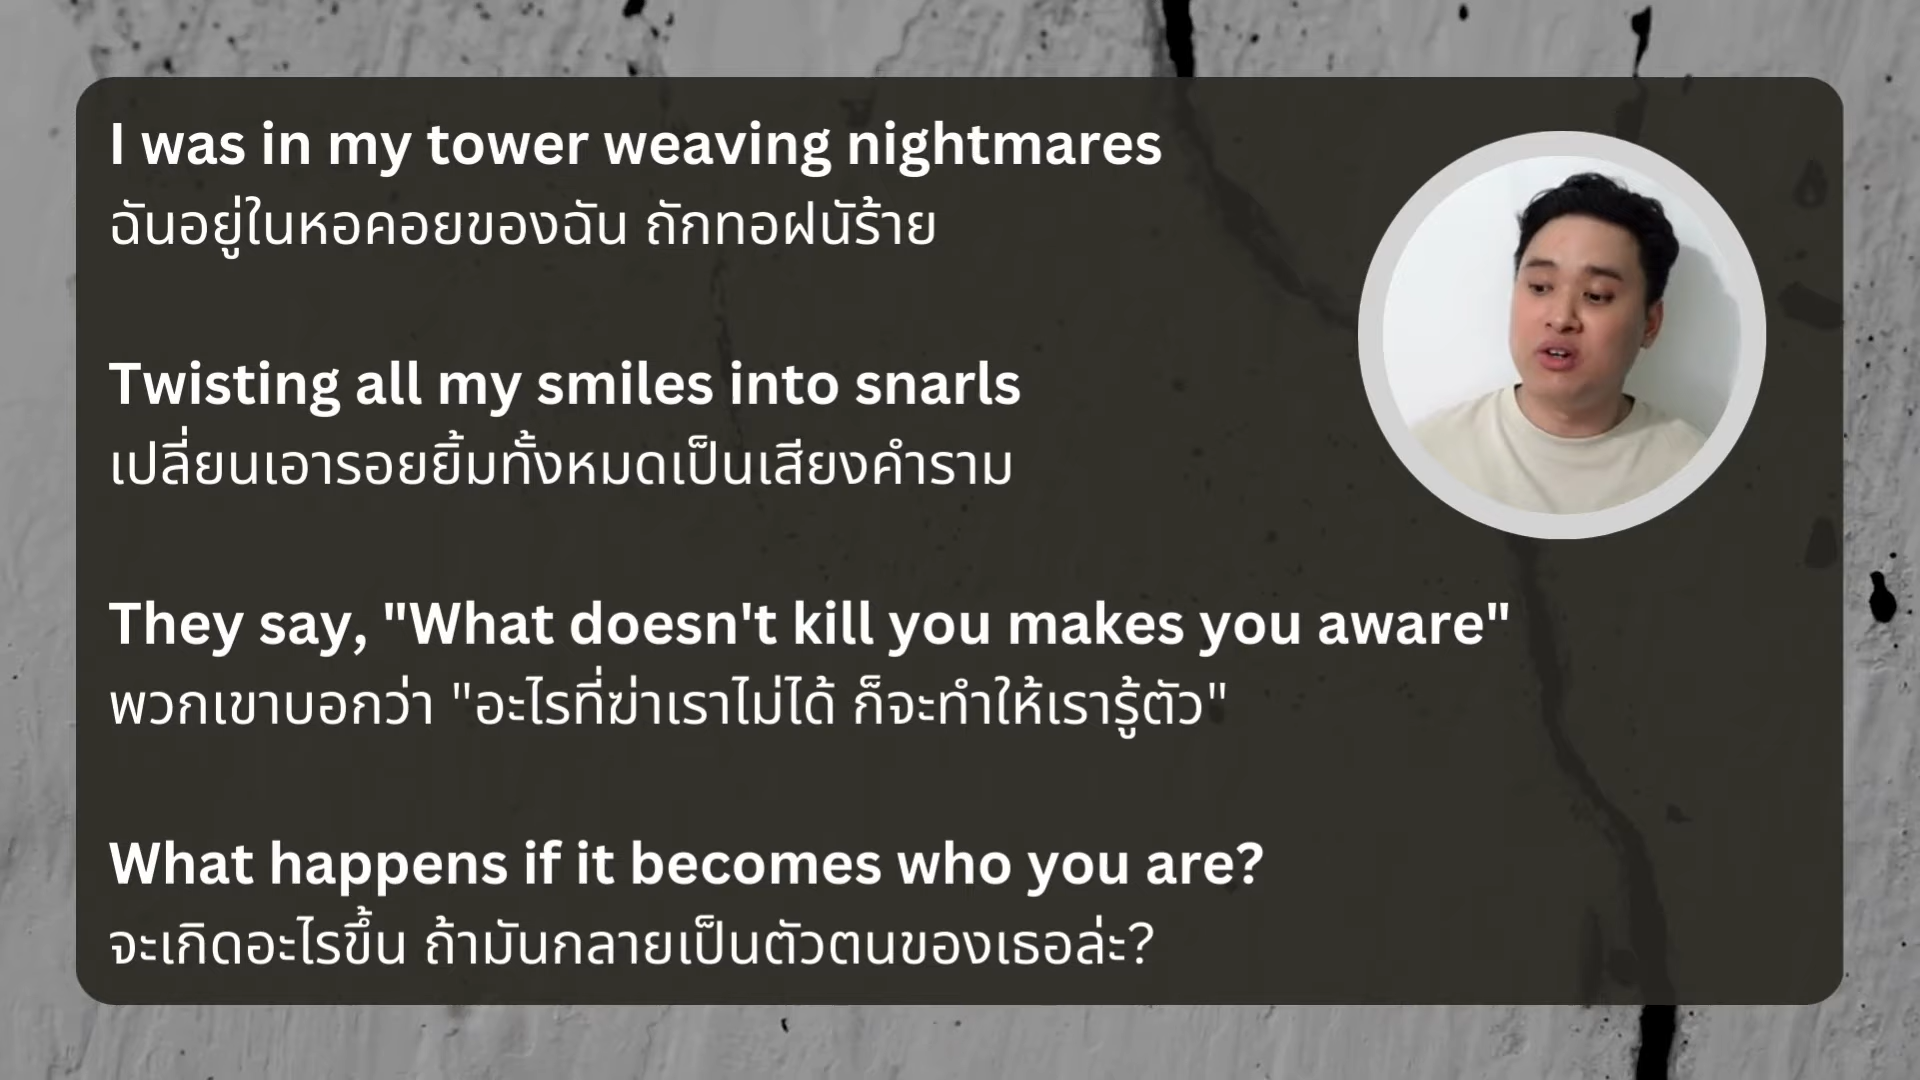 I was in my tower weaving nightmares
ฉันอยู่ในหอคอยของฉัน ถักทอฝนัร้าย
Twisting all my smiles into snarls
เปลี่ยนเอารอยยิ้มทั้งหมดเป็นเสียงคำราม
They say, "What doesn't kill you makes you aware"
พวกเขาบอกว่า "อะไรที่ฆ่าเราไม่ได้ ก็จะทำให้เรารู้ตัว"
What happens if it becomes who you are?
จะเกิดอะไรขึ้น ถ้ามันกลายเป็นตัวตนของเธอล่ะ?